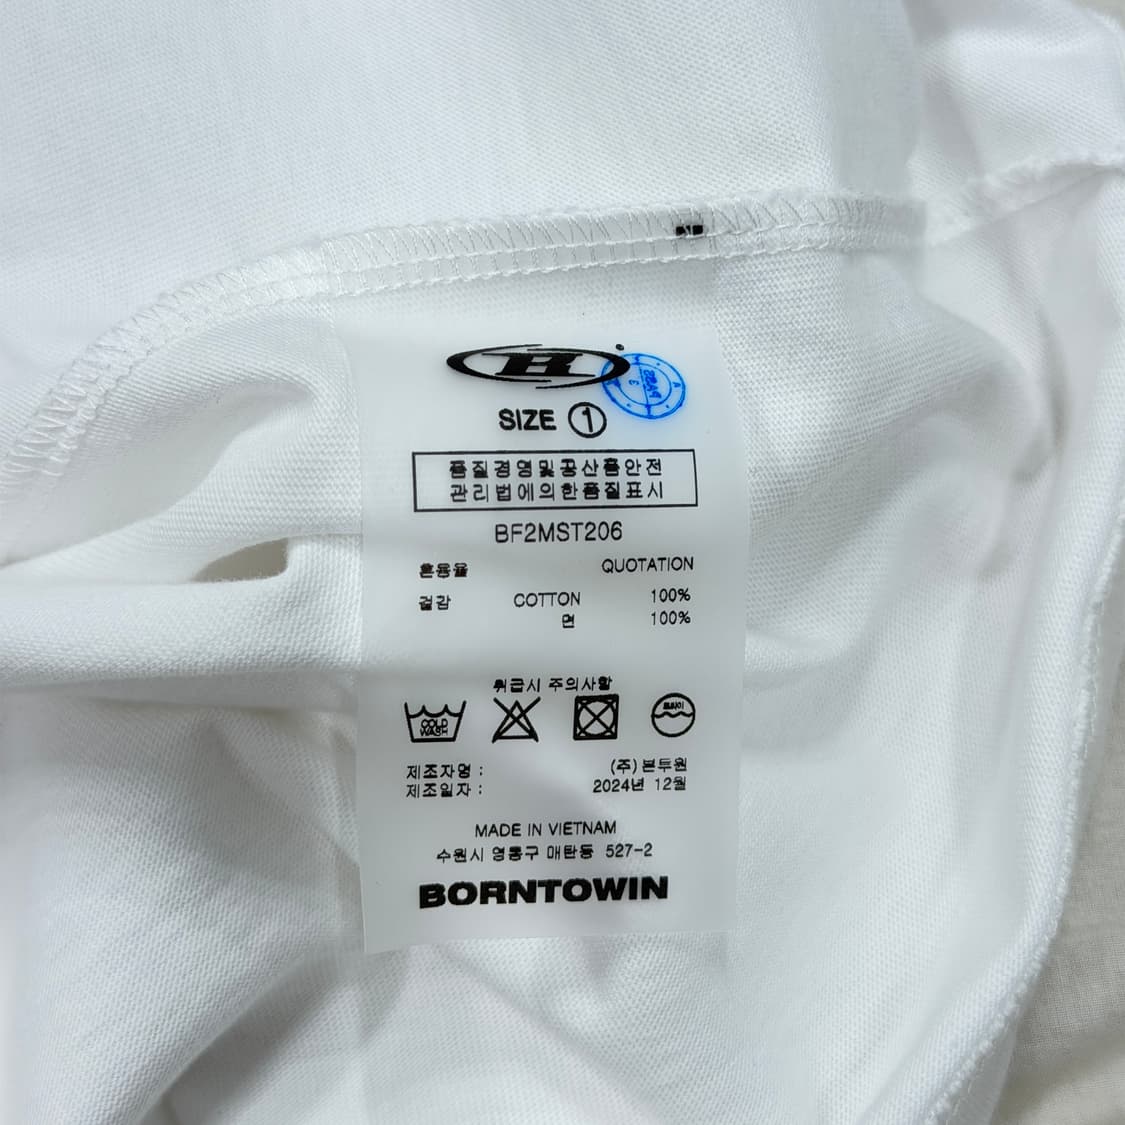 SIZE 1
품질경영및공산품안전
관리법에의한품질표시
BF2MST206
혼용율 QUOTATION
겉감 COTTON 100%
면 100%
취급시 주의사항
COLD
WASH
드라이
제조자명 : (주)본투원
제조일자 : 2024년 12월
MADE IN VIETNAM
수원시 영통구 매탄동 527-2
BORNTOWIN